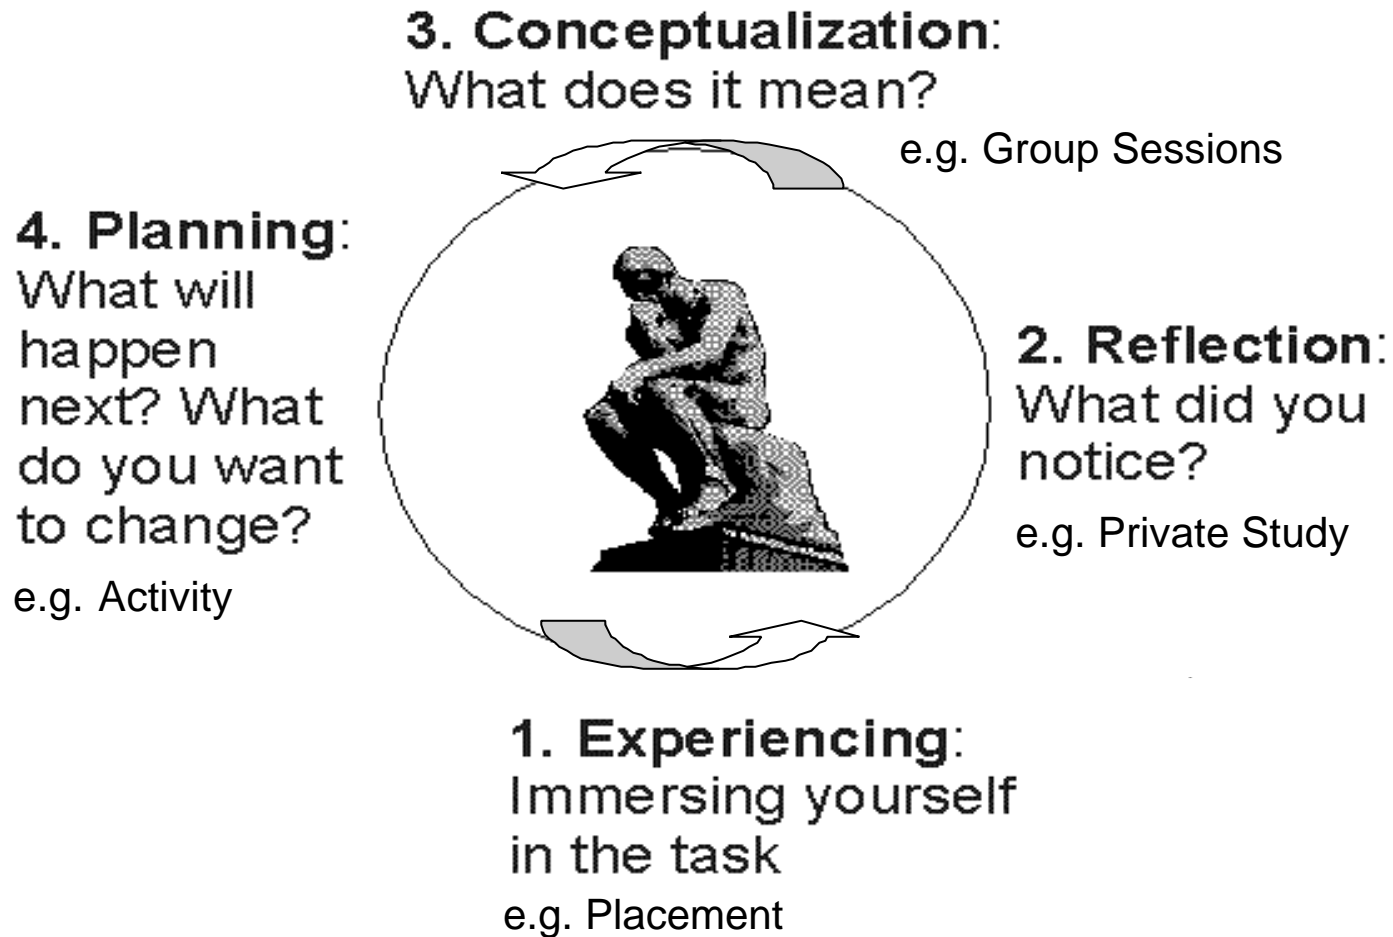 3. Conceptualization:
What does it mean?
e.g. Group Sessions
4. Planning:
What will
happen
next? What
do you want
to change?
e.g. Activity
2. Reflection:
What did you
notice?
e.g. Private Study
1. Experiencing:
Immersing yourself
in the task
e.g. Placement